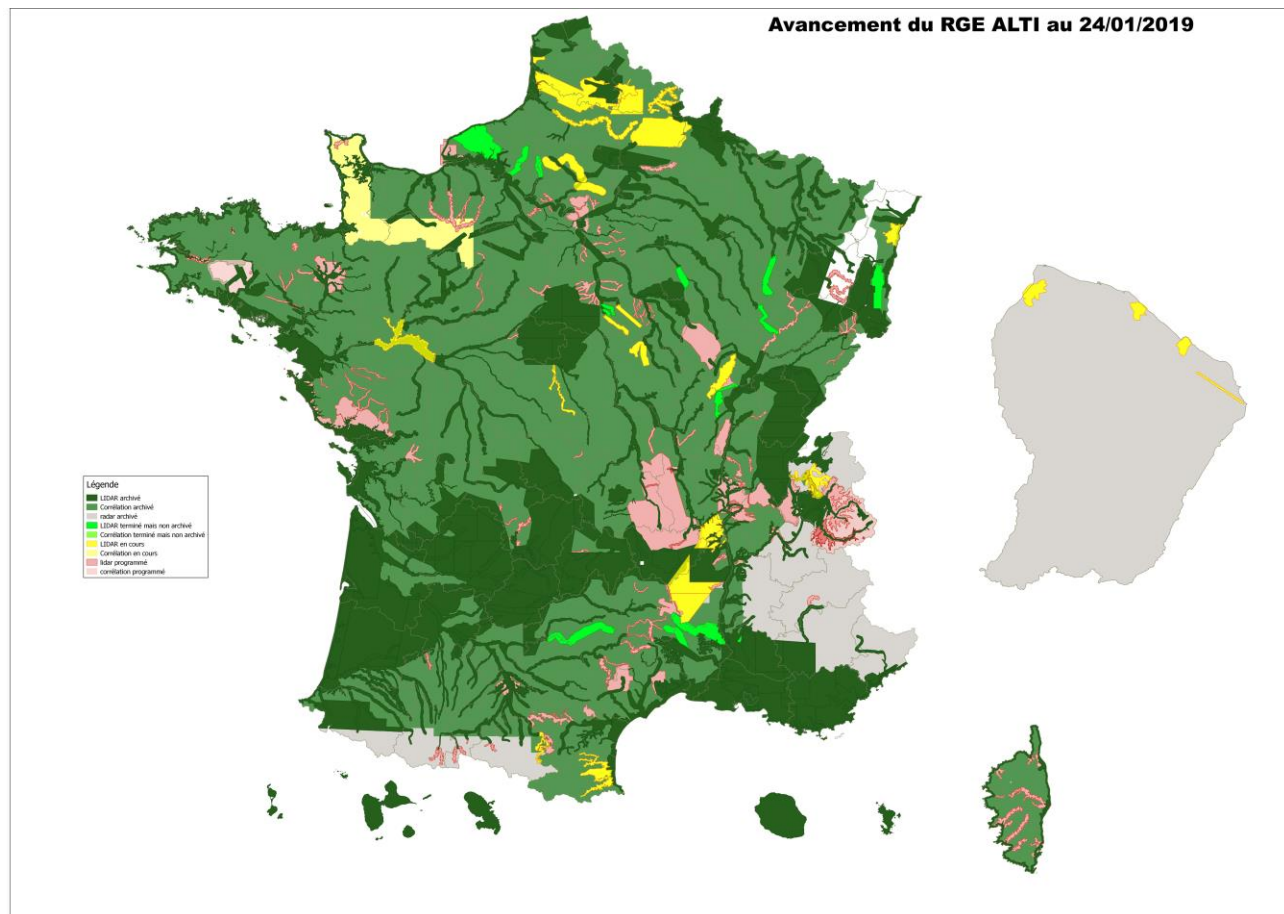 Avancement du RGE ALTI au 24/01/2019
Légende
LIDAR archivé
Corrélation archivé
radar archivé
LIDAR terminé mais non archivé
Corrélation terminé mais non archivé
LIDAR en cours
Corrélation en cours
lidar programmé
corrélation programmé